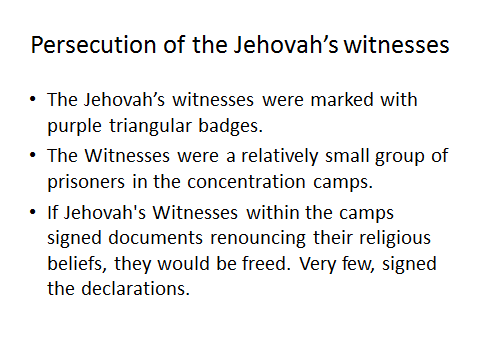 Persecution of the Jehovah’s witnesses
• The Jehovah’s witnesses were marked with
purple triangular badges.
• The Witnesses were a relatively small group of
prisoners in the concentration camps.
• If Jehovah's Witnesses within the camps
signed documents renouncing their religious
beliefs, they would be freed. Very few, signed
the declarations.